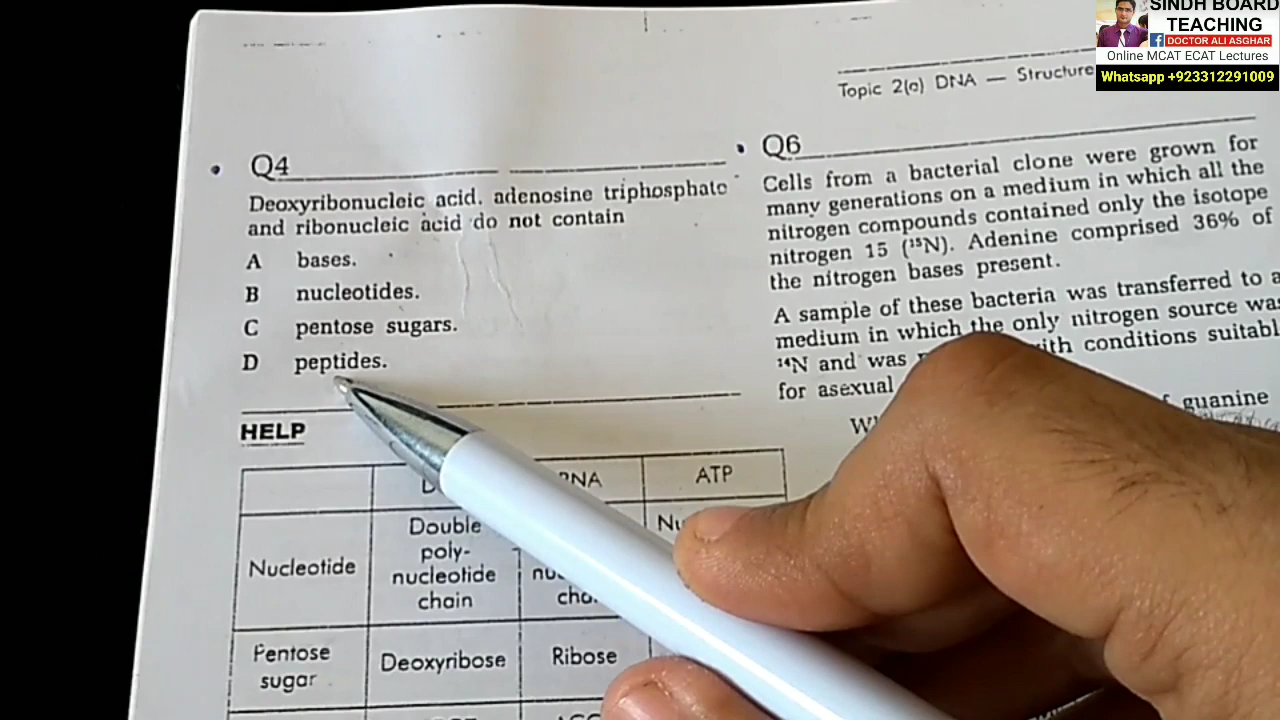 SINDH BOARD
TEACHING
DOCTOR ALI ASGHAR
Online MCAT ECAT Lectures
Whatsapp +923312291009
Topic 2(a) DNA — Structure
Q4
Deoxyribonucleic acid, adenosine triphosphate
and ribonucleic acid do not contain
A bases.
B nucleotides.
C pentose sugars.
D peptides.
HELP
RNA ATP
Nucleotide
Double
poly-
nucleotide
chain
Pentose
sugar
Deoxyribose
Ribose
Q6
Cells from a bacterial clone were grown for
many generations on a medium in which all the
nitrogen compounds contained only the isotope
nitrogen 15 (¹⁵N). Adenine comprised 36% of
the nitrogen bases present.
A sample of these bacteria was transferred to a
medium in which the only nitrogen source was
¹⁴N and was with conditions
for asexual
guanine